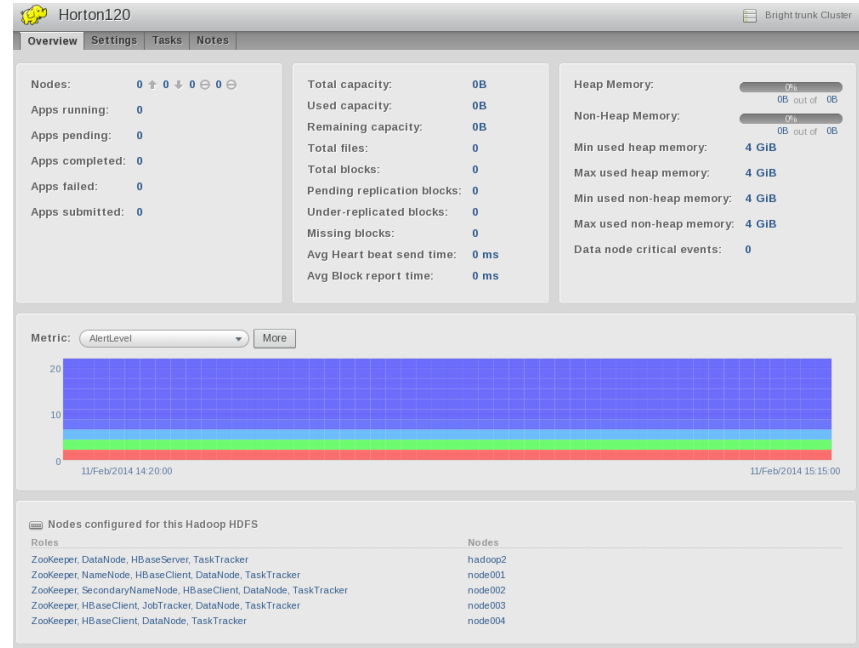 Horton120
Bright trunk Cluster
Overview Settings Tasks Notes
Nodes: 0 0 0 0
Apps running: 0
Apps pending: 0
Apps completed: 0
Apps failed: 0
Apps submitted: 0
Total capacity: 0B
Used capacity: 0B
Remaining capacity: 0B
Total files: 0
Total blocks: 0
Pending replication blocks: 0
Under-replicated blocks: 0
Missing blocks: 0
Avg Heart beat send time: 0 ms
Avg Block report time: 0 ms
Heap Memory: 0%
0B out of 0B
Non-Heap Memory: 0%
0B out of 0B
Min used heap memory: 4 GiB
Max used heap memory: 4 GiB
Min used non-heap memory: 4 GiB
Max used non-heap memory: 4 GiB
Data node critical events: 0
Metric: AlertLevel More
20
10
0
11/Feb/2014 14:20:00 11/Feb/2014 15:15:00
Nodes configured for this Hadoop HDFS
Roles Nodes
ZooKeeper, DataNode, HBaseServer, TaskTracker hadoop2
ZooKeeper, NameNode, HBaseClient, DataNode, TaskTracker node001
ZooKeeper, SecondaryNameNode, HBaseClient, DataNode, TaskTracker node002
ZooKeeper, HBaseClient, JobTracker, DataNode, TaskTracker node003
ZooKeeper, HBaseClient, DataNode, TaskTracker node004